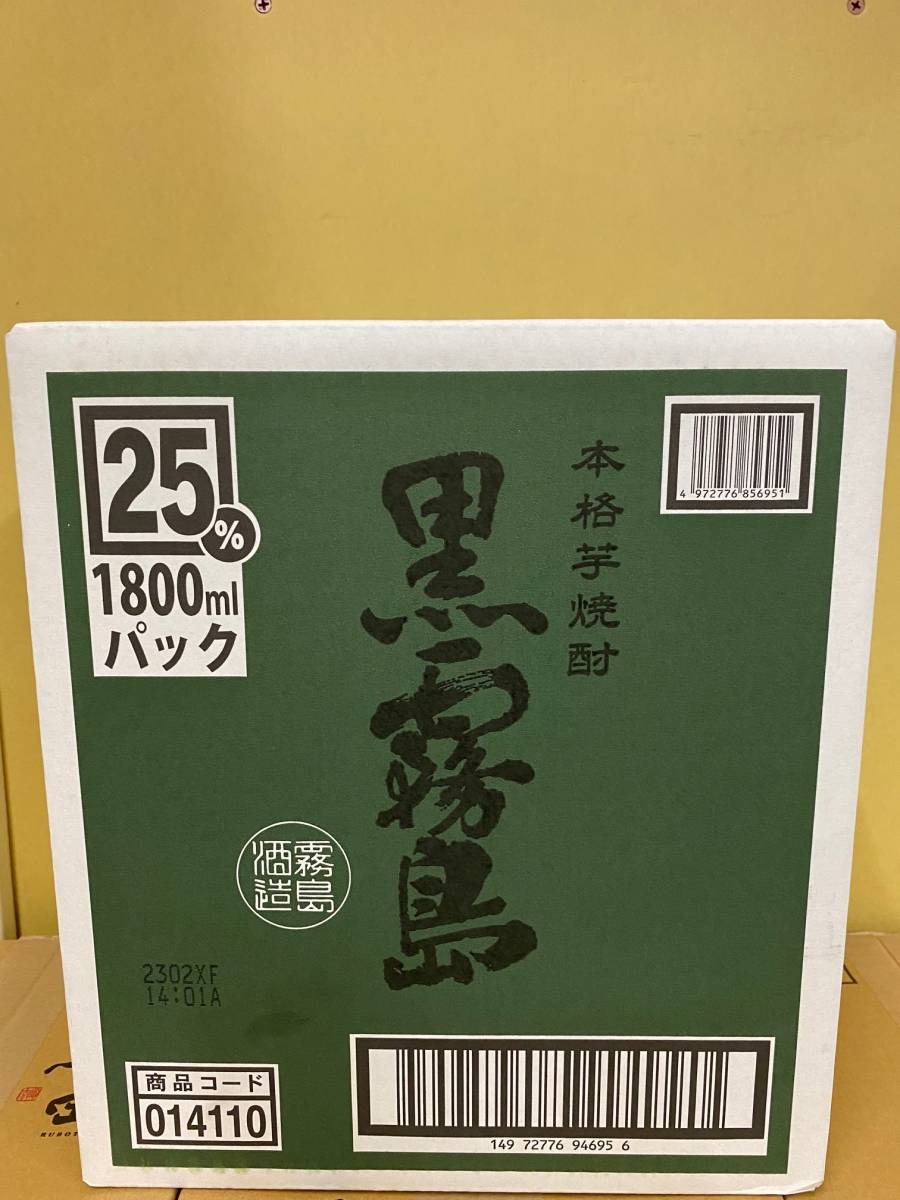 25%
1800ml
パック
本格芋焼酎
黒霧島
4 972776 856951
霧島
酒造
2302XF
14:01A
商品コード
014110
149 72776 94695 6